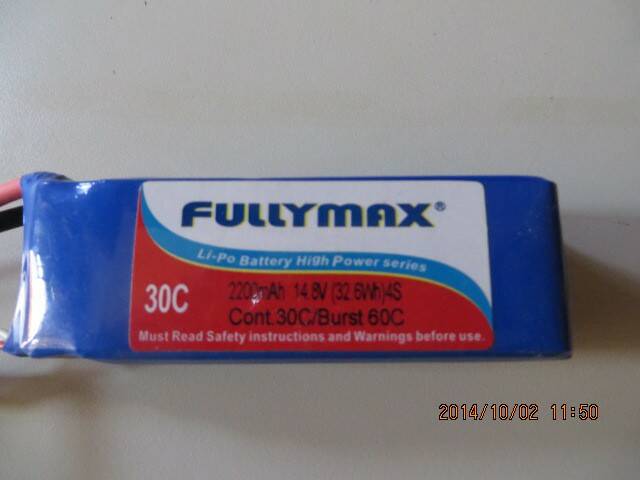 FULLYMAX®
Li-Po Battery High Power series
30C
2200mAh 14.8V (32.6Wh)4S
Cont.30C/Burst 60C
Must Read Safety instructions and Warnings before use.
2014/10/02 11:50